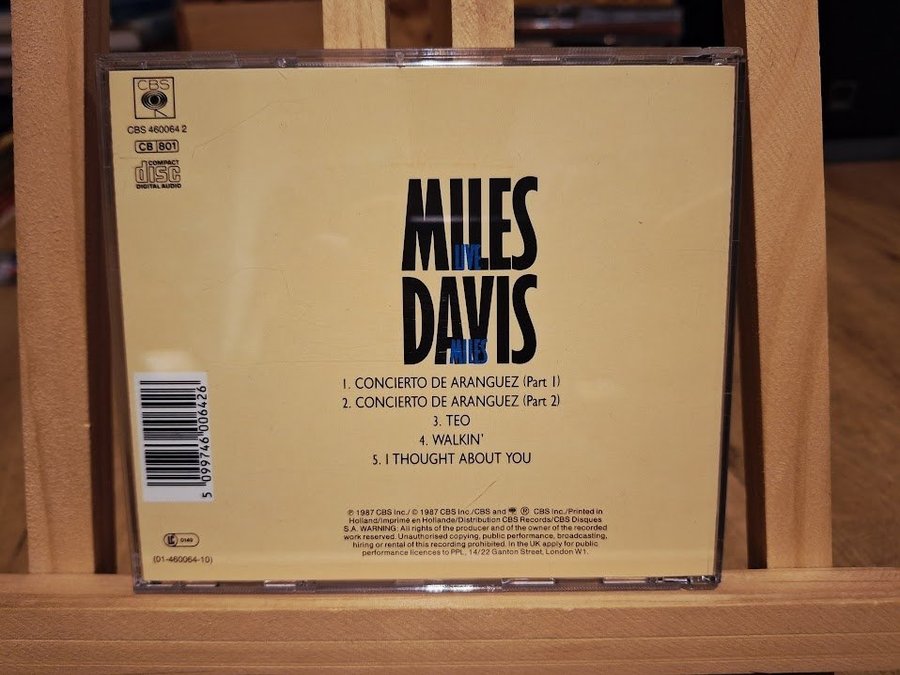 CBS
CBS 460064 2
CB 801
COMPACT
disc
DIGITAL AUDIO
MILES
LIVE
DAVIS
MILES
1. CONCIERTO DE ARANGUEZ (Part 1)
2. CONCIERTO DE ARANGUEZ (Part 2)
3. TEO
4. WALKIN'
5. I THOUGHT ABOUT YOU
5 099746 006426
℗ 1987 CBS Inc./ © 1987 CBS Inc./CBS and ® CBS Inc./Printed in
Holland/Imprimé en Hollande/Distribution CBS Records/CBS Disques
S.A. WARNING: All rights of the producer and of the owner of the recorded
work reserved. Unauthorised copying, public performance, broadcasting,
hiring or rental of this recording prohibited. In the UK apply for public
performance licences to PPL, 14/22 Ganton Street, London W1.
LC 0149
(01-460064-10)